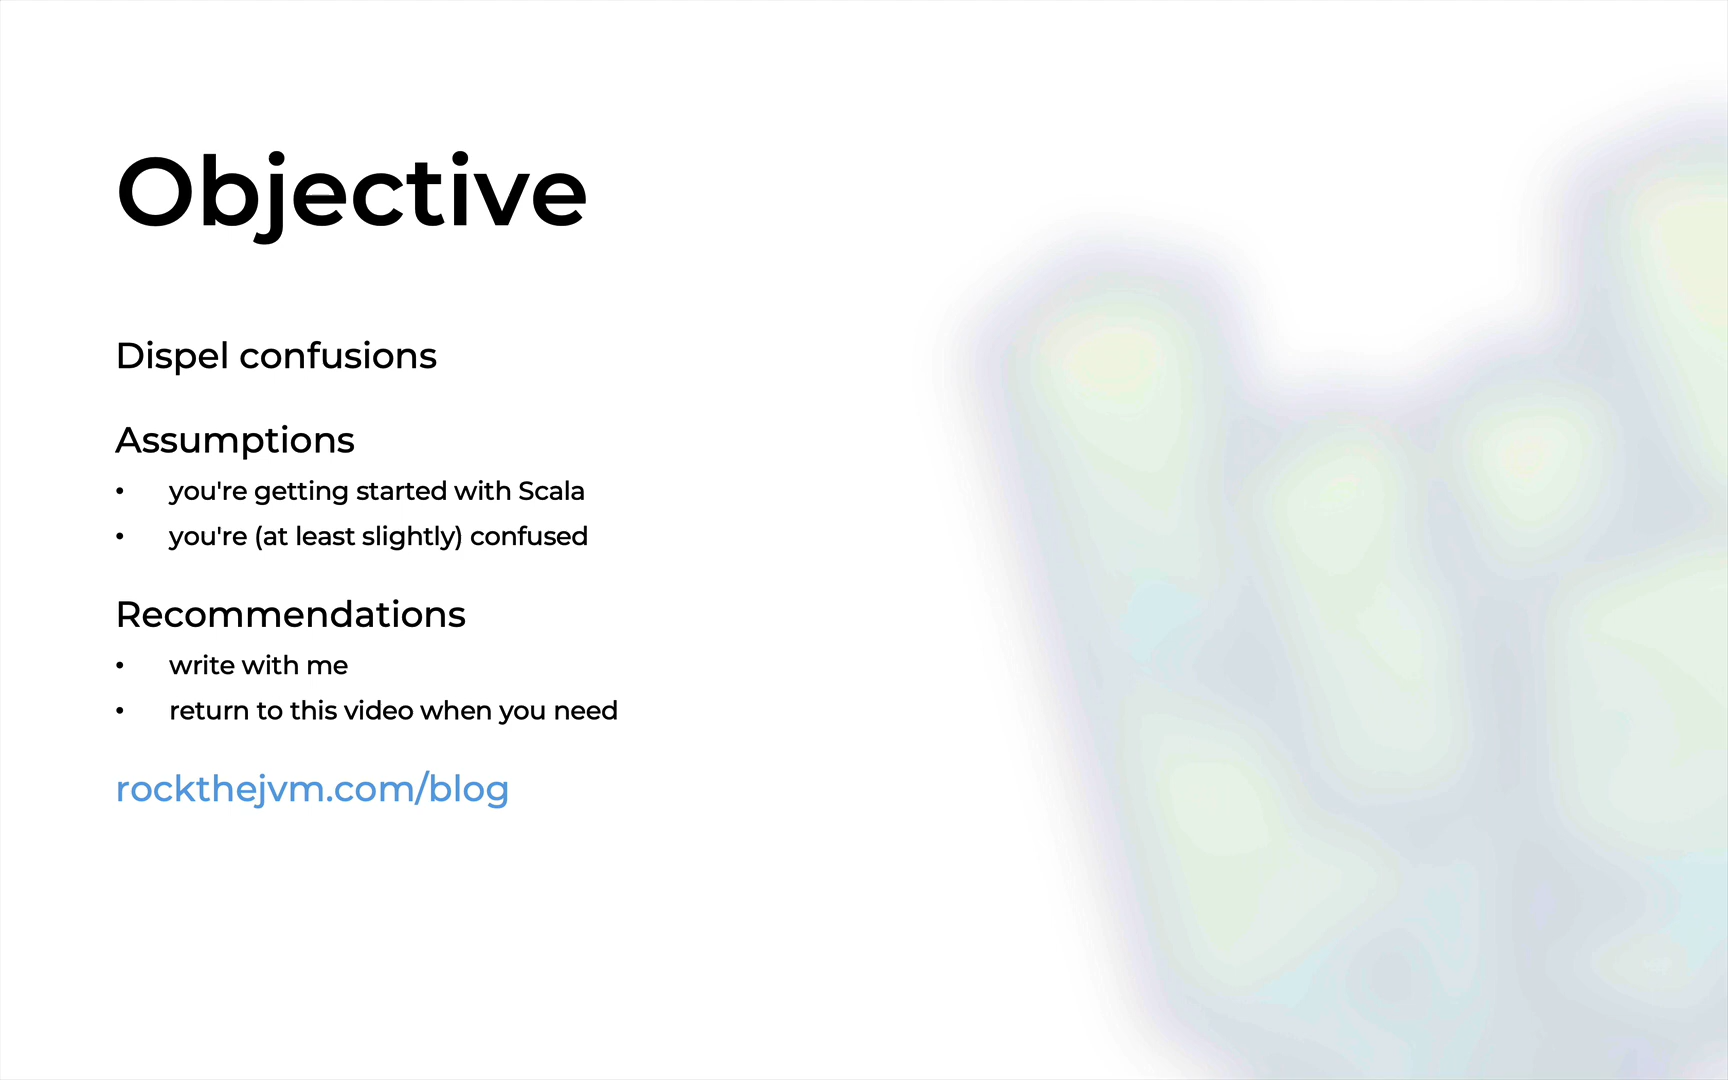 Objective
Dispel confusions
Assumptions
• you're getting started with Scala
• you're (at least slightly) confused
Recommendations
• write with me
• return to this video when you need
rockthejvm.com/blog